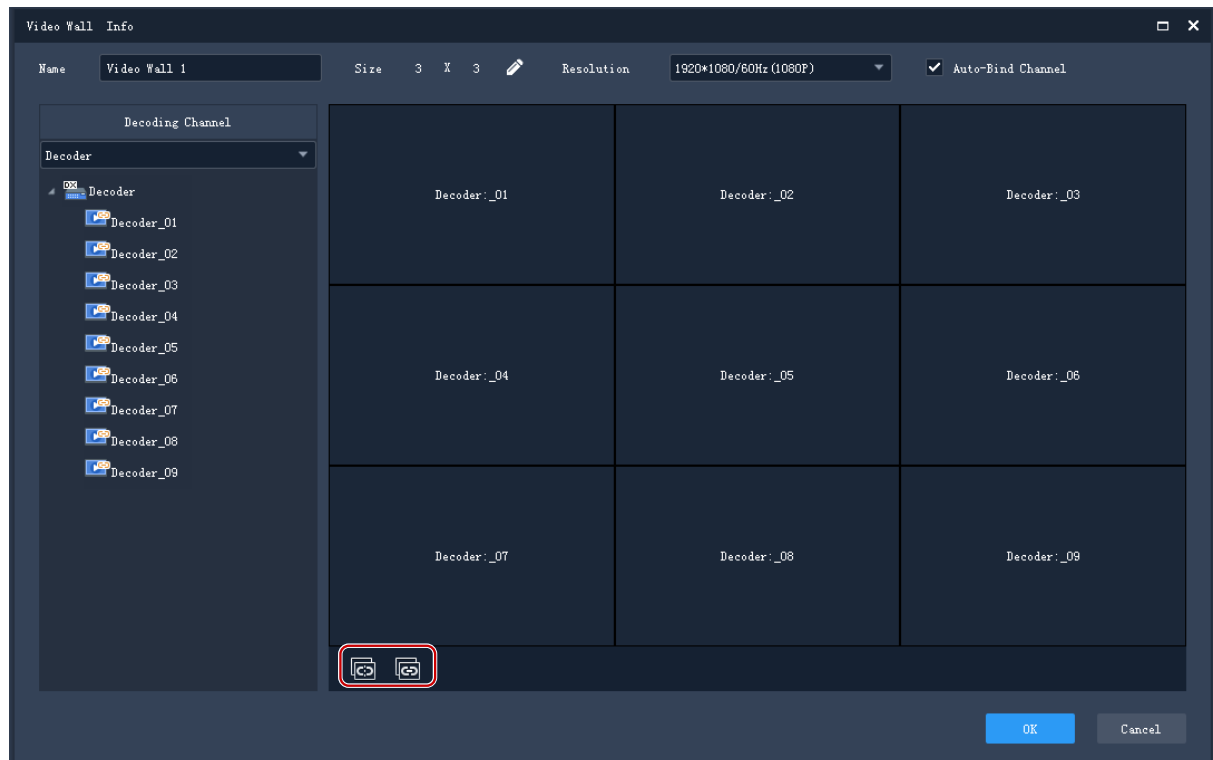 Video Wall Info
Name Video Wall 1 Size 3 X 3 Resolution 1920*1080/60Hz(1080P) Auto-Bind Channel
Decoding Channel
Decoder
DX Decoder
Decoder_01
Decoder_02
Decoder_03
Decoder_04
Decoder_05
Decoder_06
Decoder_07
Decoder_08
Decoder_09
Decoder:_01 Decoder:_02 Decoder:_03
Decoder:_04 Decoder:_05 Decoder:_06
Decoder:_07 Decoder:_08 Decoder:_09
OK Cancel